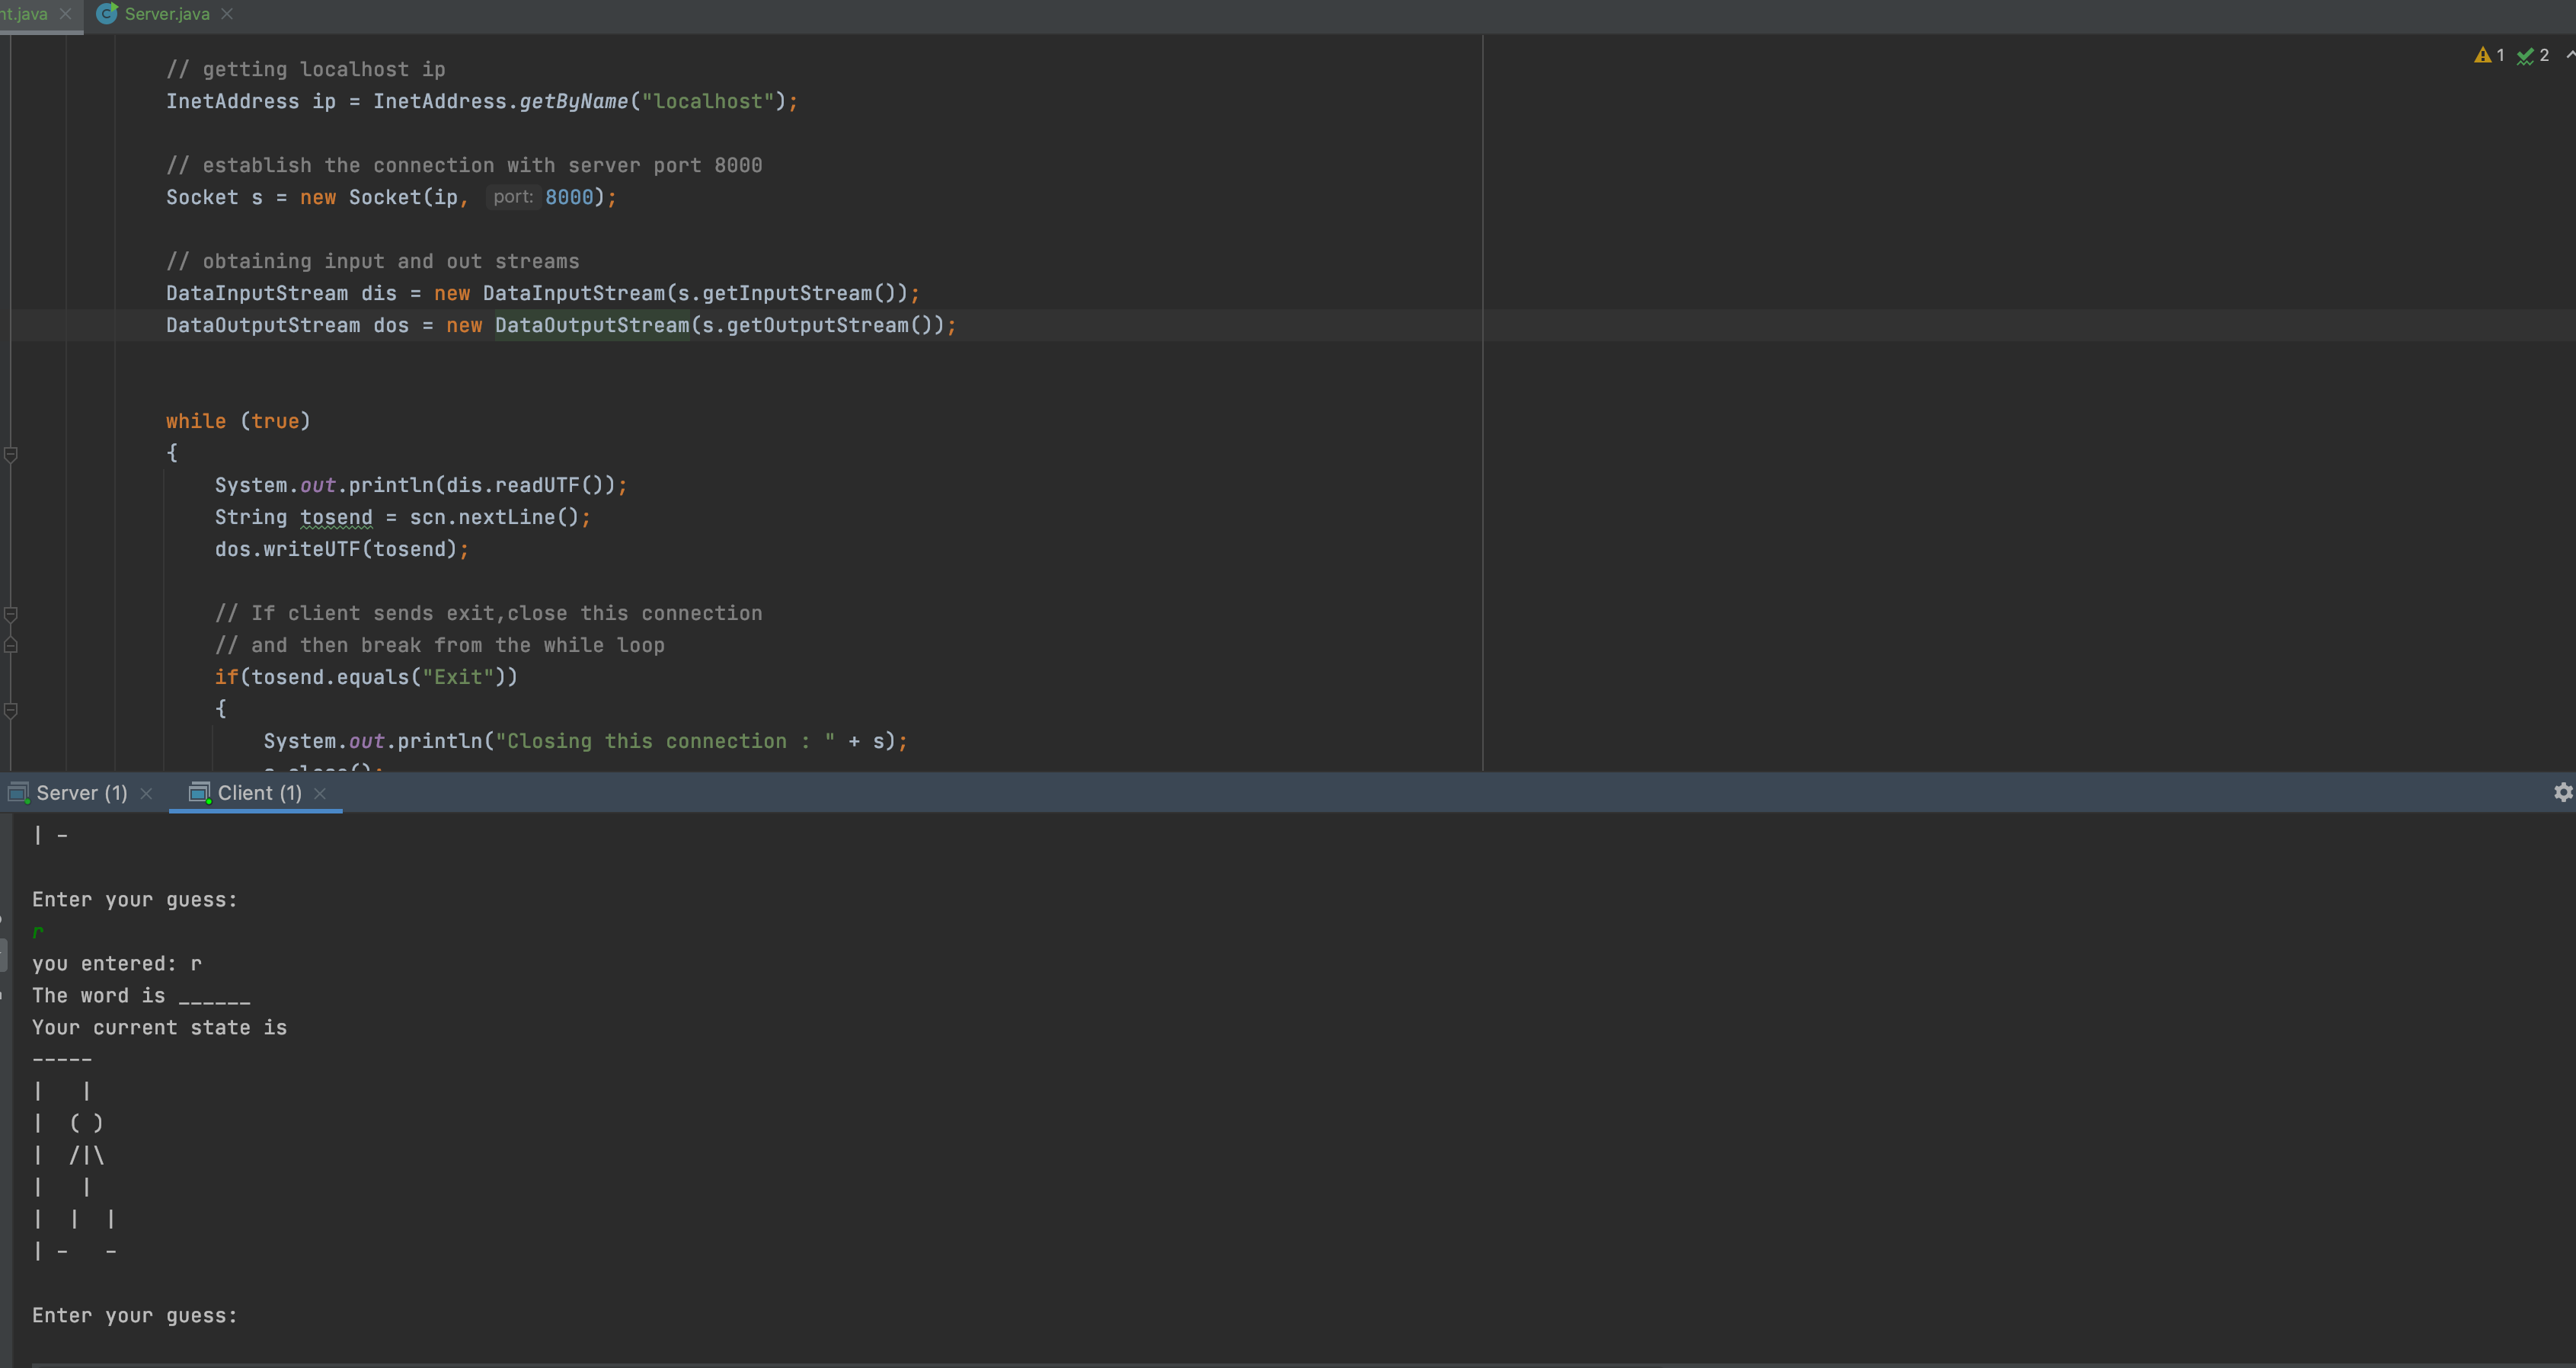 nt.java Server.java
1 2
// getting localhost ip
InetAddress ip = InetAddress.getByName("localhost");
// establish the connection with server port 8000
Socket s = new Socket(ip, port: 8000);
// obtaining input and out streams
DataInputStream dis = new DataInputStream(s.getInputStream());
DataOutputStream dos = new DataOutputStream(s.getOutputStream());
while (true)
{
System.out.println(dis.readUTF());
String tosend = scn.nextLine();
dos.writeUTF(tosend);
// If client sends exit,close this connection
// and then break from the while loop
if(tosend.equals("Exit"))
{
System.out.println("Closing this connection : " + s);
s.close();
Server (1) Client (1)
| -
Enter your guess:
r
you entered: r
The word is ______
Your current state is
-----
|   |
|  ( )
|  /|\
|   |
|  |  |
| -   -
Enter your guess: